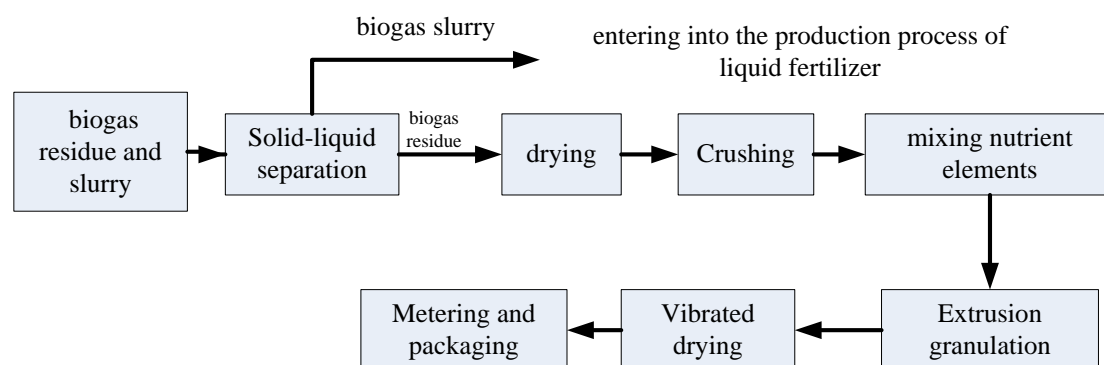 biogas slurry
entering into the production process of
liquid fertilizer
biogas
residue and
slurry
Solid-liquid
separation
biogas
residue
drying
Crushing
mixing nutrient
elements
Metering and
packaging
Vibrated
drying
Extrusion
granulation